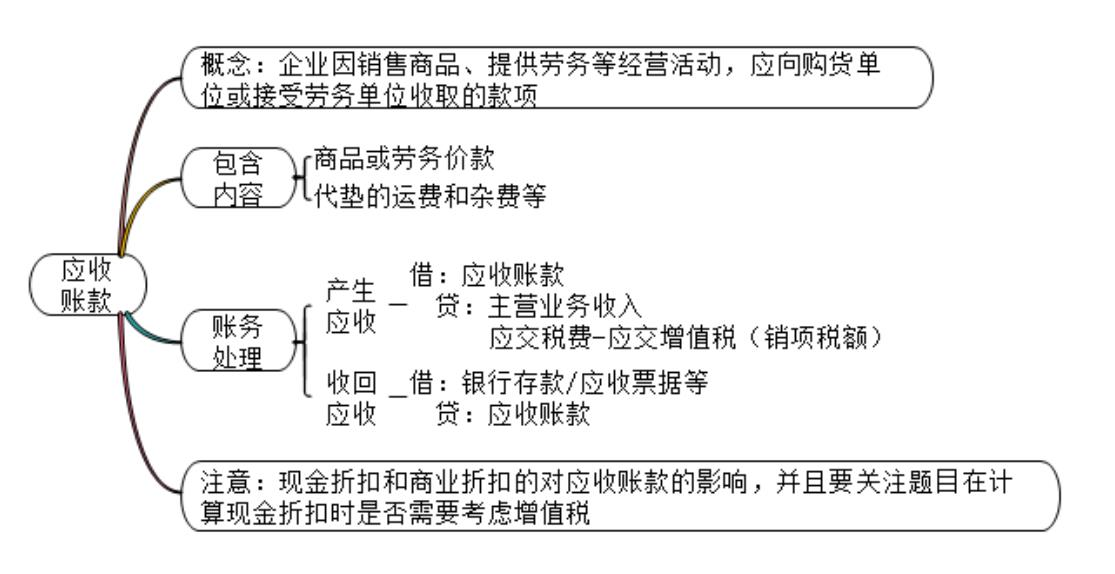 概念：企业因销售商品、提供劳务等经营活动，应向购货单
位或接受劳务单位收取的款项
包含
内容
商品或劳务价款
代垫的运费和杂费等
应收
账款
账务
处理
产生
应收
借：应收账款
贷：主营业务收入
应交税费-应交增值税（销项税额）
收回
应收
借：银行存款/应收票据等
贷：应收账款
注意：现金折扣和商业折扣的对应收账款的影响，并且要关注题目在计
算现金折扣时是否需要考虑增值税